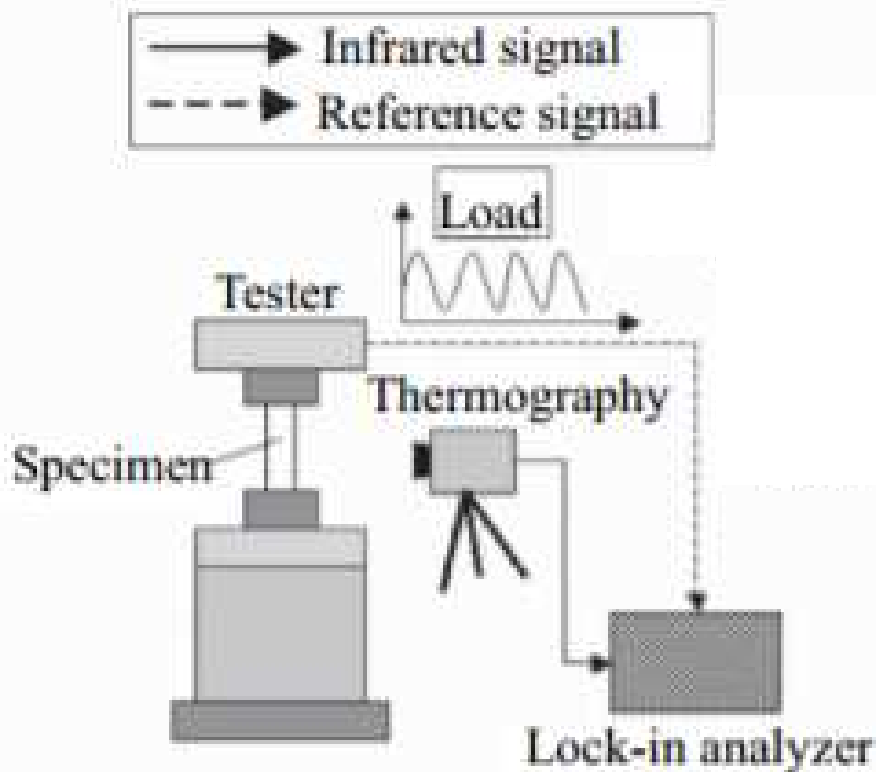 Infrared signal
Reference signal
Load
Tester
Thermography
Specimen
Lock-in analyzer